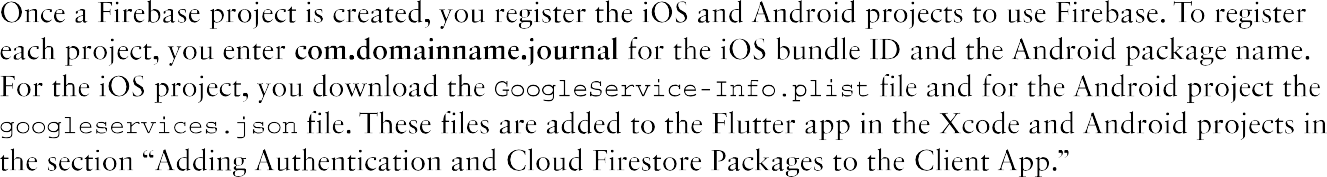 Once a Firebase project is created, you register the iOS and Android projects to use Firebase. To register
each project, you enter com.domainname.journal for the iOS bundle ID and the Android package name.
For the iOS project, you download the GoogleService-Info.plist file and for the Android project the
googleservices.json file. These files are added to the Flutter app in the Xcode and Android projects in
the section “Adding Authentication and Cloud Firestore Packages to the Client App.”